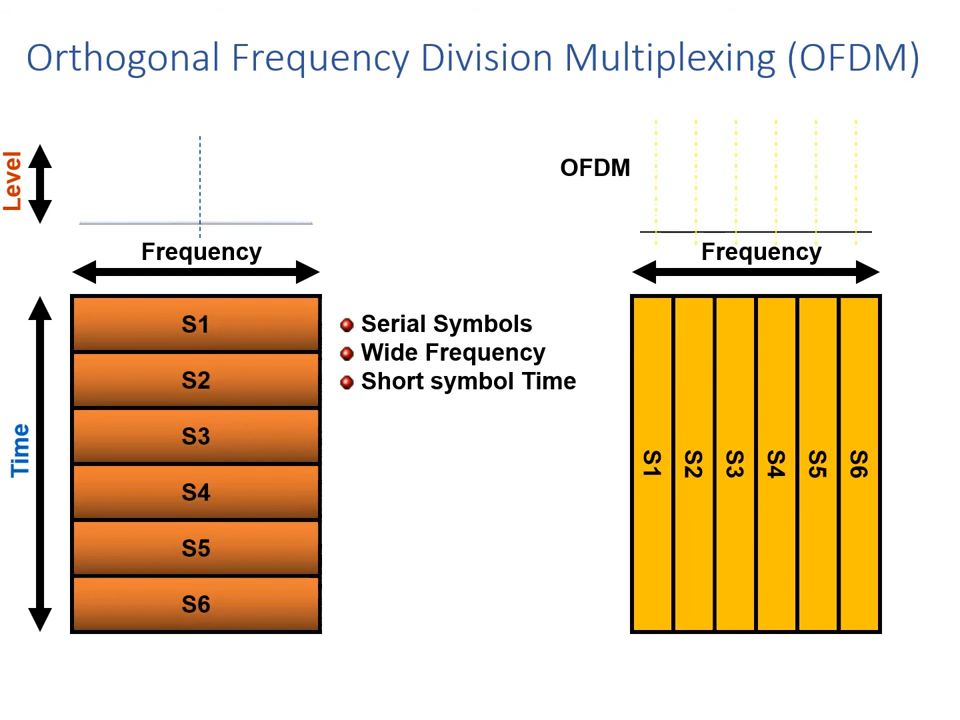 Orthogonal Frequency Division Multiplexing (OFDM)
Level
OFDM
Frequency
Frequency
Time
S1
S2
S3
S4
S5
S6
Serial Symbols
Wide Frequency
Short symbol Time
S1
S2
S3
S4
S5
S6